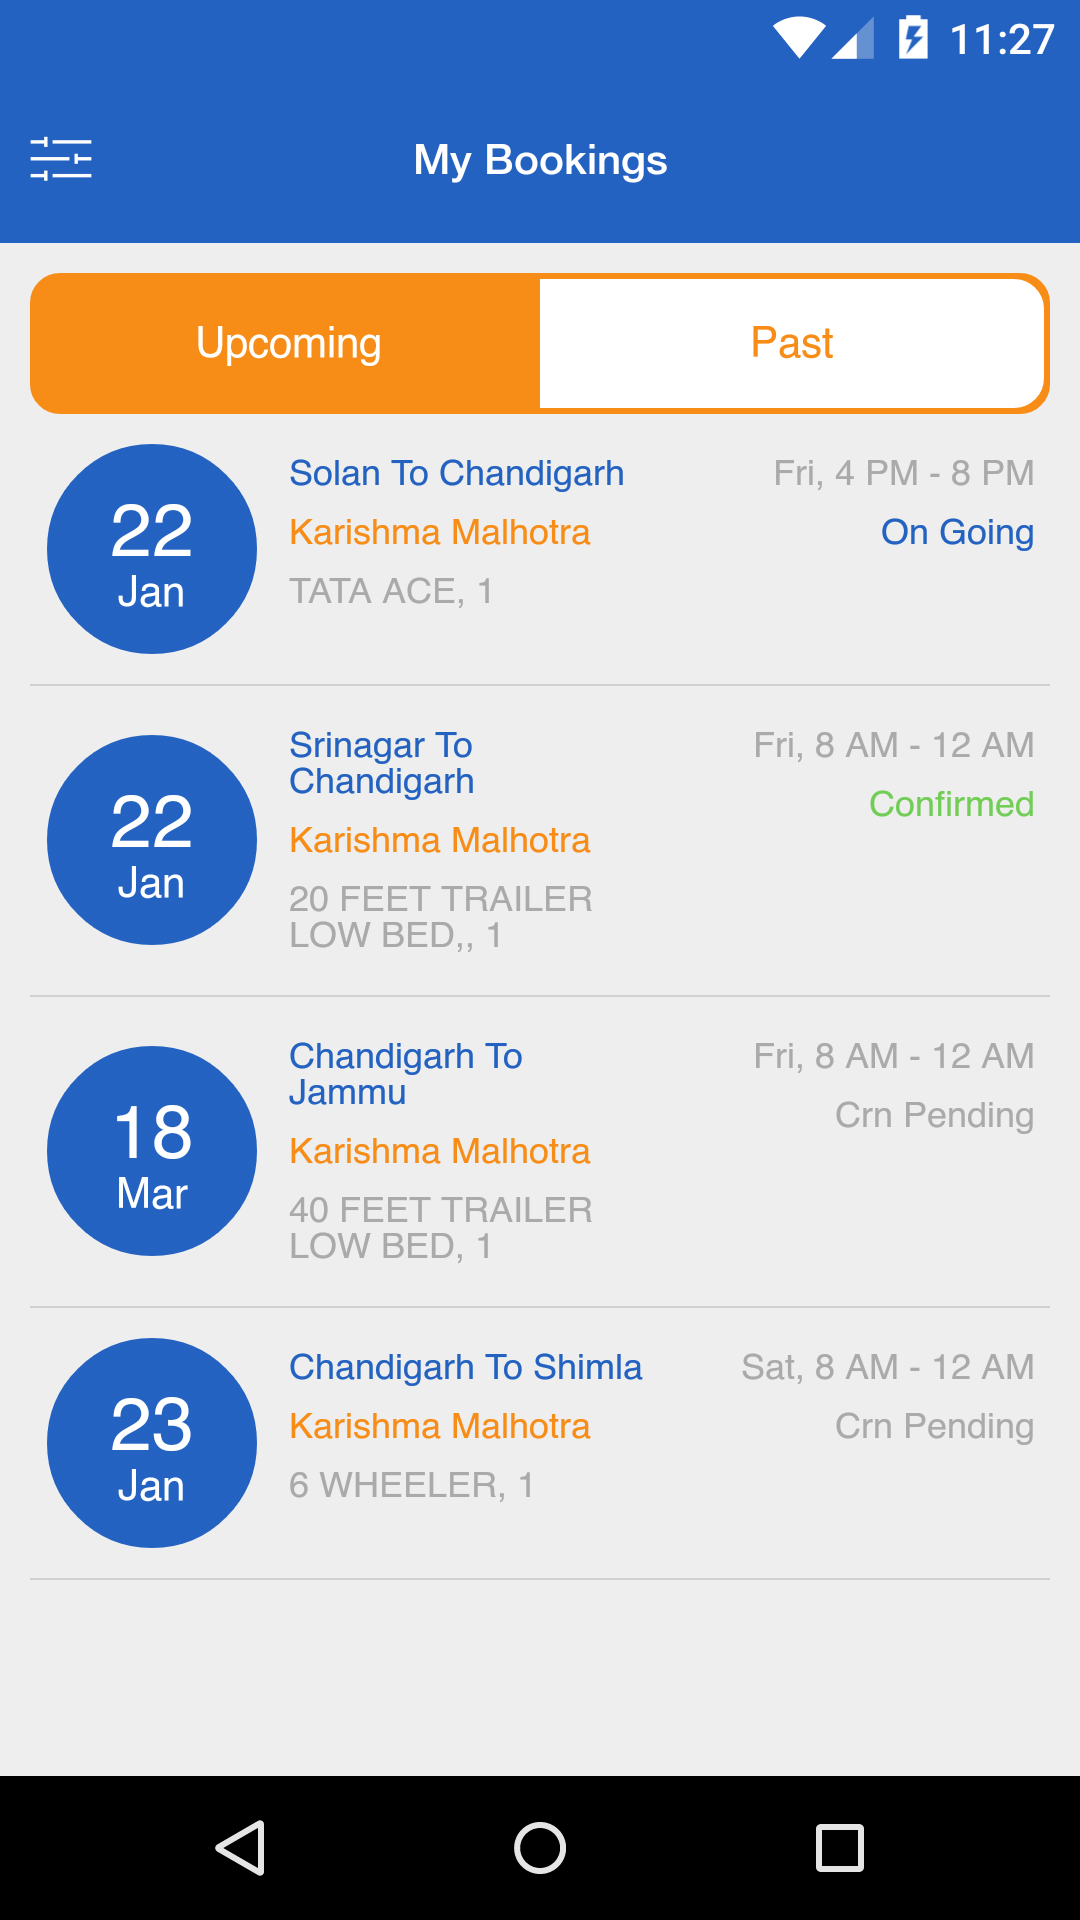 11:27
My Bookings
Upcoming
Past
22
Jan
Solan To Chandigarh
Karishma Malhotra
TATA ACE, 1
Fri, 4 PM - 8 PM
On Going
22
Jan
Srinagar To
Chandigarh
Karishma Malhotra
20 FEET TRAILER
LOW BED,, 1
Fri, 8 AM - 12 AM
Confirmed
18
Mar
Chandigarh To
Jammu
Karishma Malhotra
40 FEET TRAILER
LOW BED, 1
Fri, 8 AM - 12 AM
Crn Pending
23
Jan
Chandigarh To Shimla
Karishma Malhotra
6 WHEELER, 1
Sat, 8 AM - 12 AM
Crn Pending